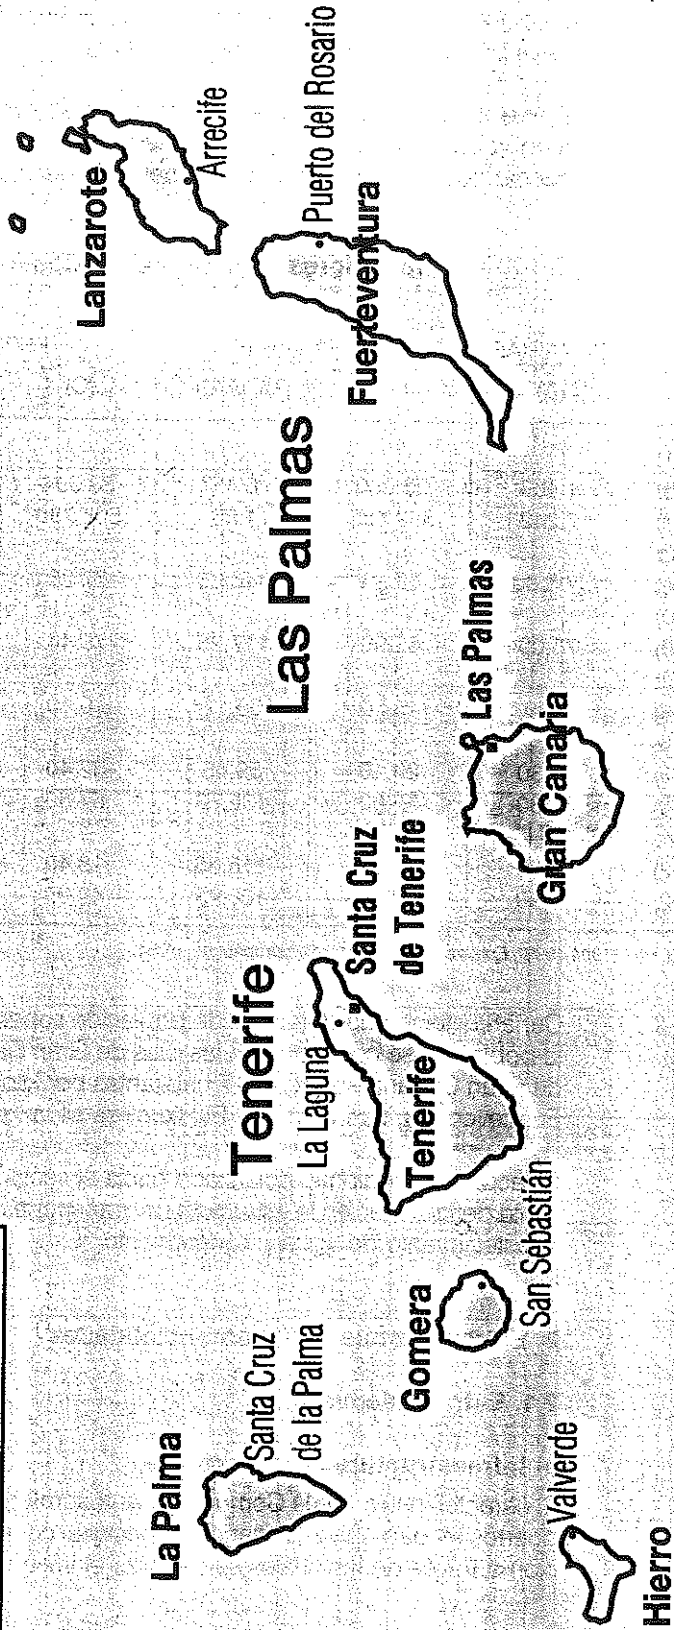 Lanzarote
Arrecife
Puerto del Rosario
Fuerteventura
Las Palmas
Las Palmas
Gran Canaria
Tenerife
La Laguna
Santa Cruz
de Tenerife
Tenerife
Gomera
San Sebastián
La Palma
Santa Cruz
de la Palma
Valverde
Hierro